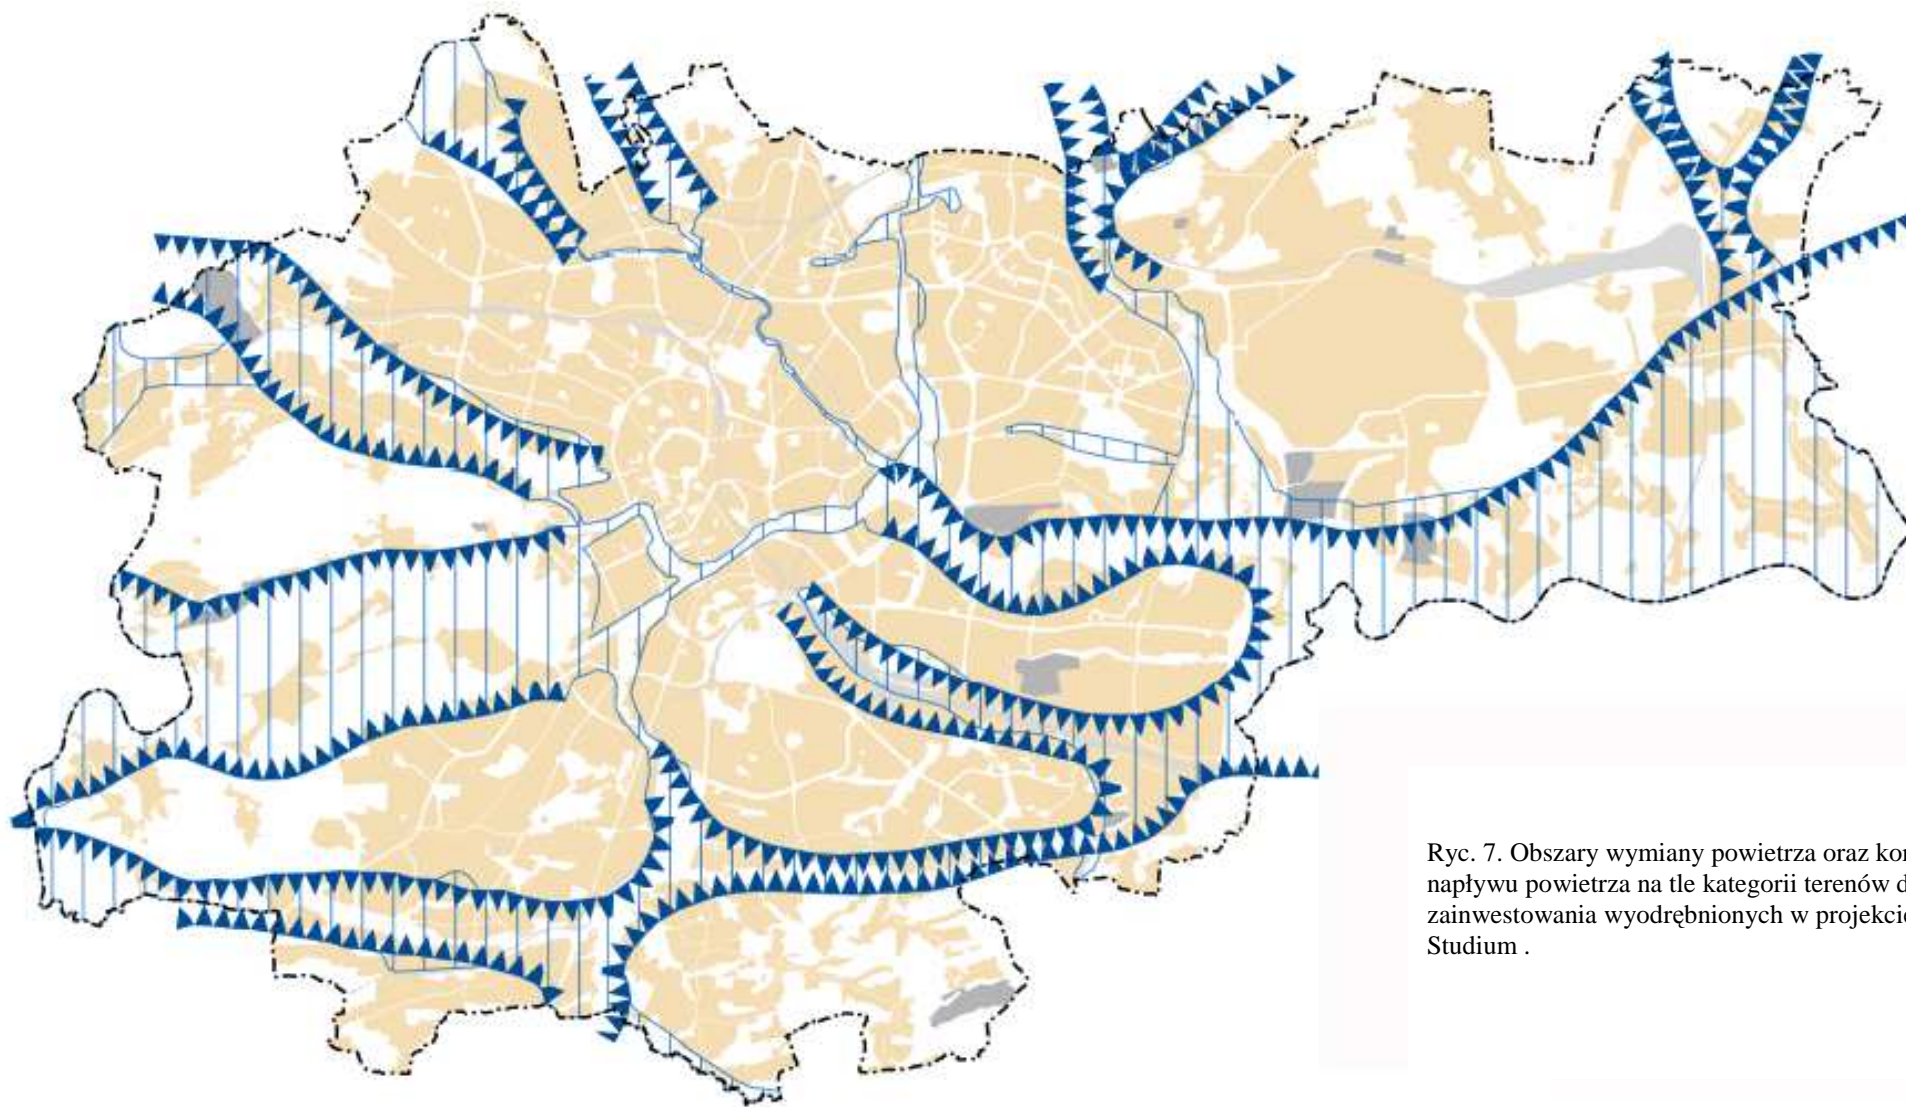 Ryc. 7. Obszary wymiany powietrza oraz
napływu powietrza na tle kategorii terenów
zainwestowania wyodrębnionych w
Studium .